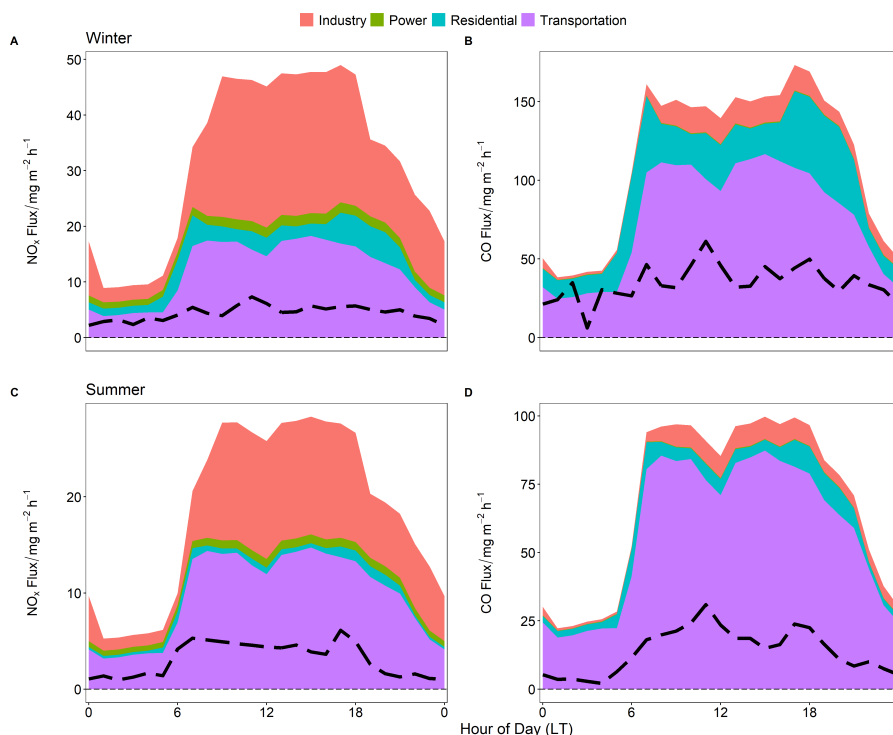 Industry Power Residential Transportation
A Winter B
NOx Flux/mg m−2 h−1
50
40
30
20
10
0
CO Flux/mg m−2 h−1
150
100
50
0
C Summer D
NOx Flux/mg m−2 h−1
20
10
0
0 6 12 18 0
CO Flux/mg m−2 h−1
100
75
50
25
0
0 6 12 18
Hour of Day (LT)